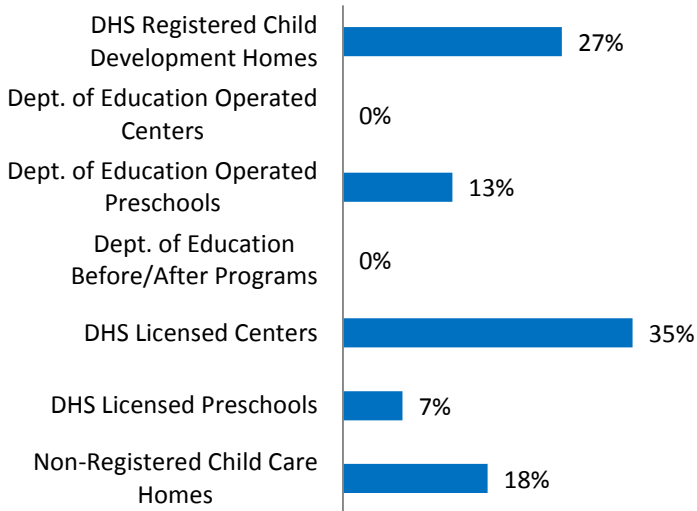 DHS Registered Child
Development Homes
27%
Dept. of Education Operated
Centers
0%
Dept. of Education Operated
Preschools
13%
Dept. of Education
Before/After Programs
0%
DHS Licensed Centers
35%
DHS Licensed Preschools
7%
Non-Registered Child Care
Homes
18%